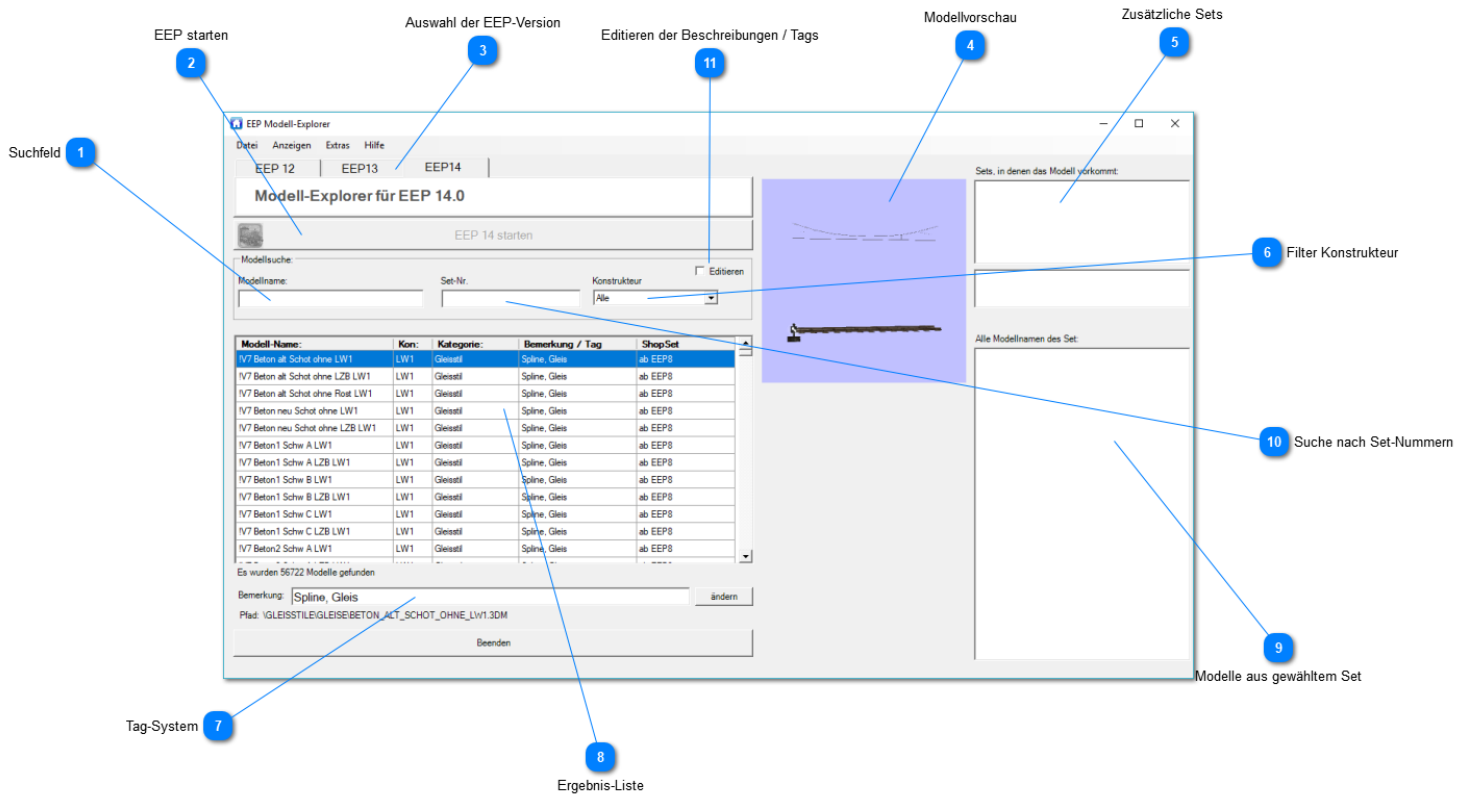 Modellvorschau
Zusätzliche Sets
Auswahl der EEP-Version
EEP starten
Editieren der Beschreibungen / Tags
4
5
3
2
11
EEP Modell-Explorer
Datei Anzeigen Extras Hilfe
Suchfeld 1
EEP 12 EEP13 EEP14
Sets, in denen das Modell vorkommt:
Modell-Explorer für EEP 14.0
EEP 14 starten
6 Filter Konstrukteur
Modellsuche:
Editieren
Modellname: Set-Nr. Konstrukteur
Alle
Alle Modellnamen des Set:
Modell-Name: Kon: Kategorie: Bemerkung / Tag ShopSet
!V7 Beton alt Schot ohne LW1 LW1 Gleisstil Spline, Gleis ab EEP8
!V7 Beton alt Schot ohne LZB LW1 LW1 Gleisstil Spline, Gleis ab EEP8
!V7 Beton alt Schot ohne Rost LW1 LW1 Gleisstil Spline, Gleis ab EEP8
!V7 Beton neu Schot ohne LW1 LW1 Gleisstil Spline, Gleis ab EEP8
!V7 Beton neu Schot ohne LZB LW1 LW1 Gleisstil Spline, Gleis ab EEP8
!V7 Beton1 Schw A LW1 LW1 Gleisstil Spline, Gleis ab EEP8
!V7 Beton1 Schw A LZB LW1 LW1 Gleisstil Spline, Gleis ab EEP8
!V7 Beton1 Schw B LW1 LW1 Gleisstil Spline, Gleis ab EEP8
!V7 Beton1 Schw B LZB LW1 LW1 Gleisstil Spline, Gleis ab EEP8
!V7 Beton1 Schw C LW1 LW1 Gleisstil Spline, Gleis ab EEP8
!V7 Beton1 Schw C LZB LW1 LW1 Gleisstil Spline, Gleis ab EEP8
!V7 Beton2 Schw A LW1 LW1 Gleisstil Spline, Gleis ab EEP8
10 Suche nach Set-Nummern
Es wurden 56722 Modelle gefunden
Bemerkung: Spline, Gleis ändern
Pfad: \GLEISSTILE\GLEISE\BETON_ALT_SCHOT_OHNE_LW1.3DM
Beenden
9
Modelle aus gewähltem Set
Tag-System 7
8
Ergebnis-Liste